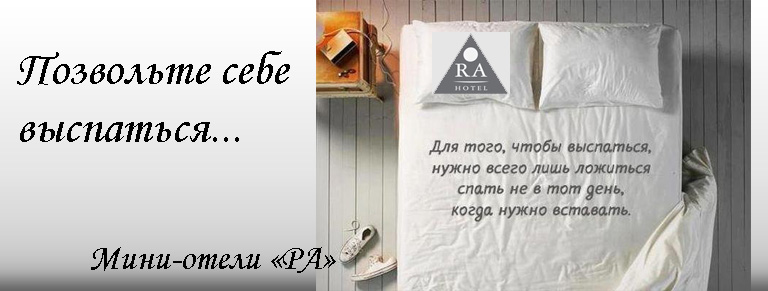 Позвольте себе
выспаться...
RA
HOTEL
Для того, чтобы выспаться,
нужно всего лишь ложиться
спать не в тот день,
когда нужно вставать.
Мини-отели «РА»